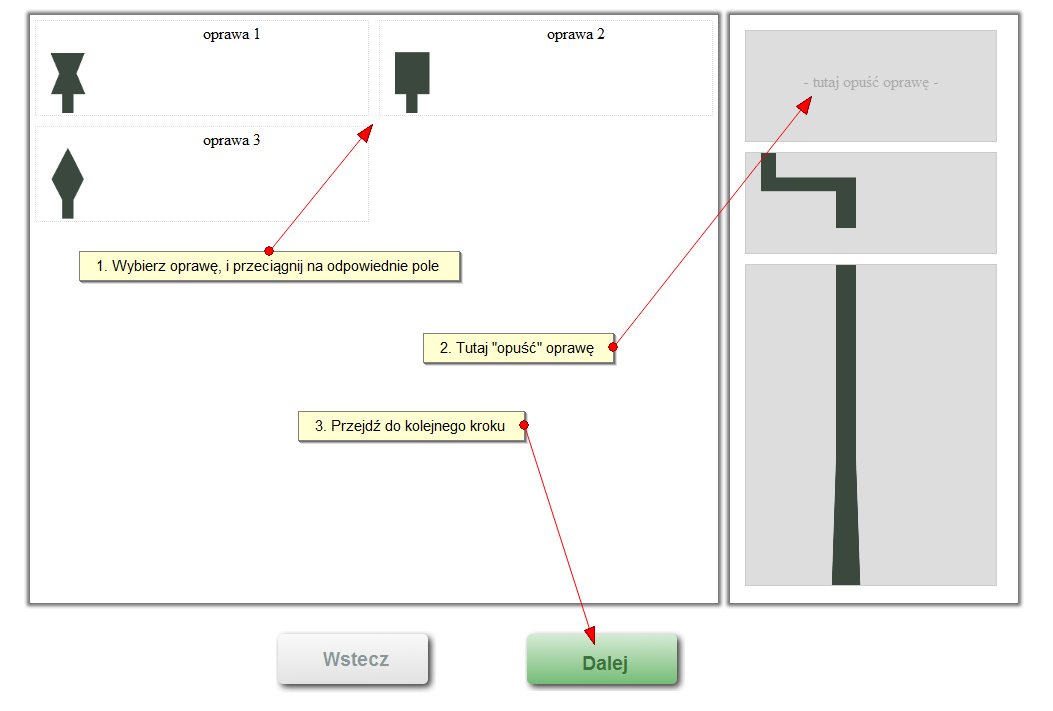 oprawa 1
oprawa 2
- tutaj opuść oprawę -
oprawa 3
1. Wybierz oprawę, i przeciągnij na odpowiednie pole
2. Tutaj "opuść" oprawę
3. Przejdź do kolejnego kroku
Wstecz
Dalej